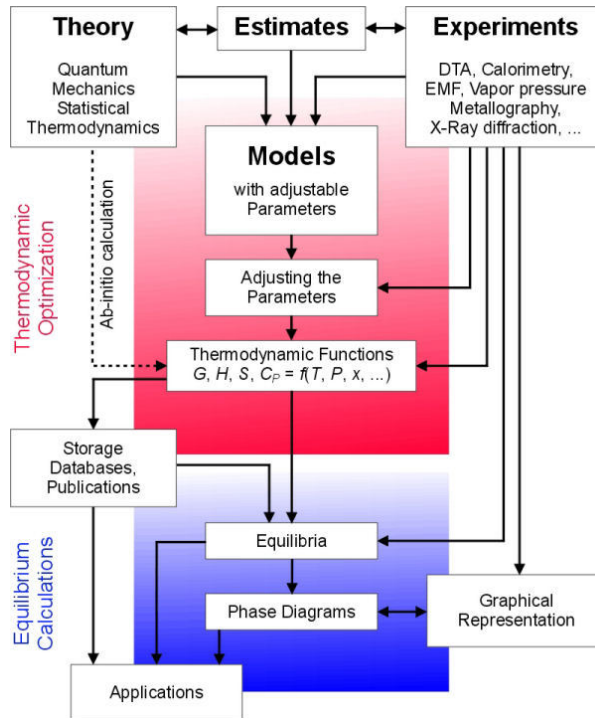 Theory
Quantum
Mechanics
Statistical
Thermodynamics
Estimates
Experiments
DTA, Calorimetry,
EMF, Vapor pressure
Metallography,
X-Ray diffraction, ...
Models
with adjustable
Parameters
Thermodynamic
Optimization
Ab-initio calculation
Adjusting the
Parameters
Thermodynamic Functions
G, H, S, CP = f(T, P, x, ...)
Storage
Databases,
Publications
Equilibrium
Calculations
Equilibria
Phase Diagrams
Graphical
Representation
Applications